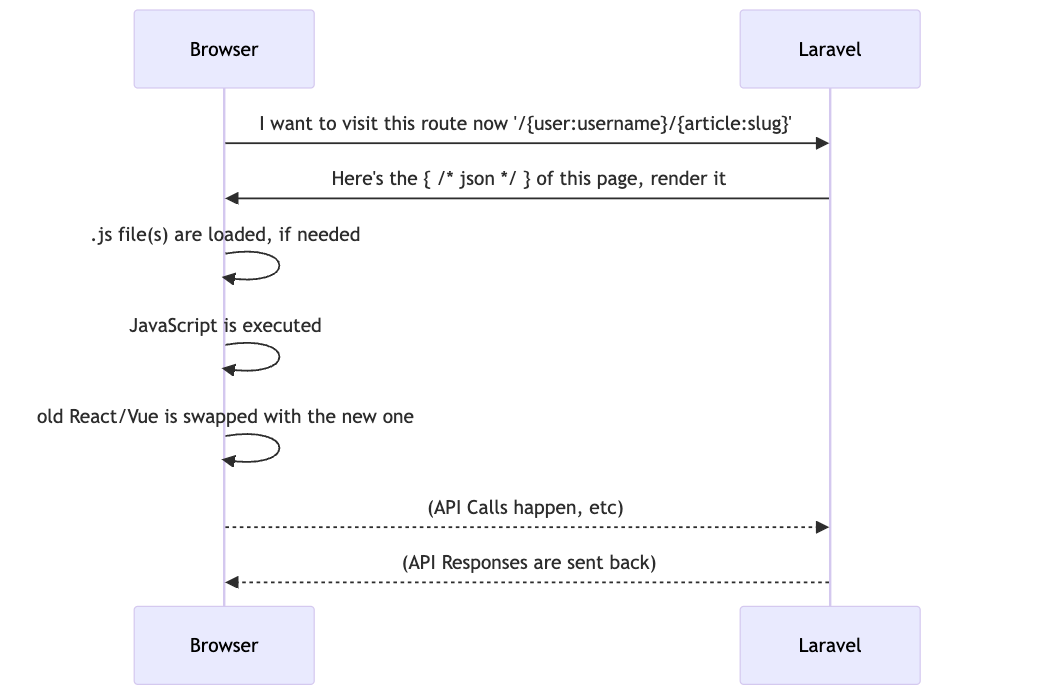 Browser
Laravel
I want to visit this route now '/{user:username}/{article:slug}'
Here's the { /* json */ } of this page, render it
.js file(s) are loaded, if needed
JavaScript is executed
old React/Vue is swapped with the new one
(API Calls happen, etc)
(API Responses are sent back)
Browser
Laravel